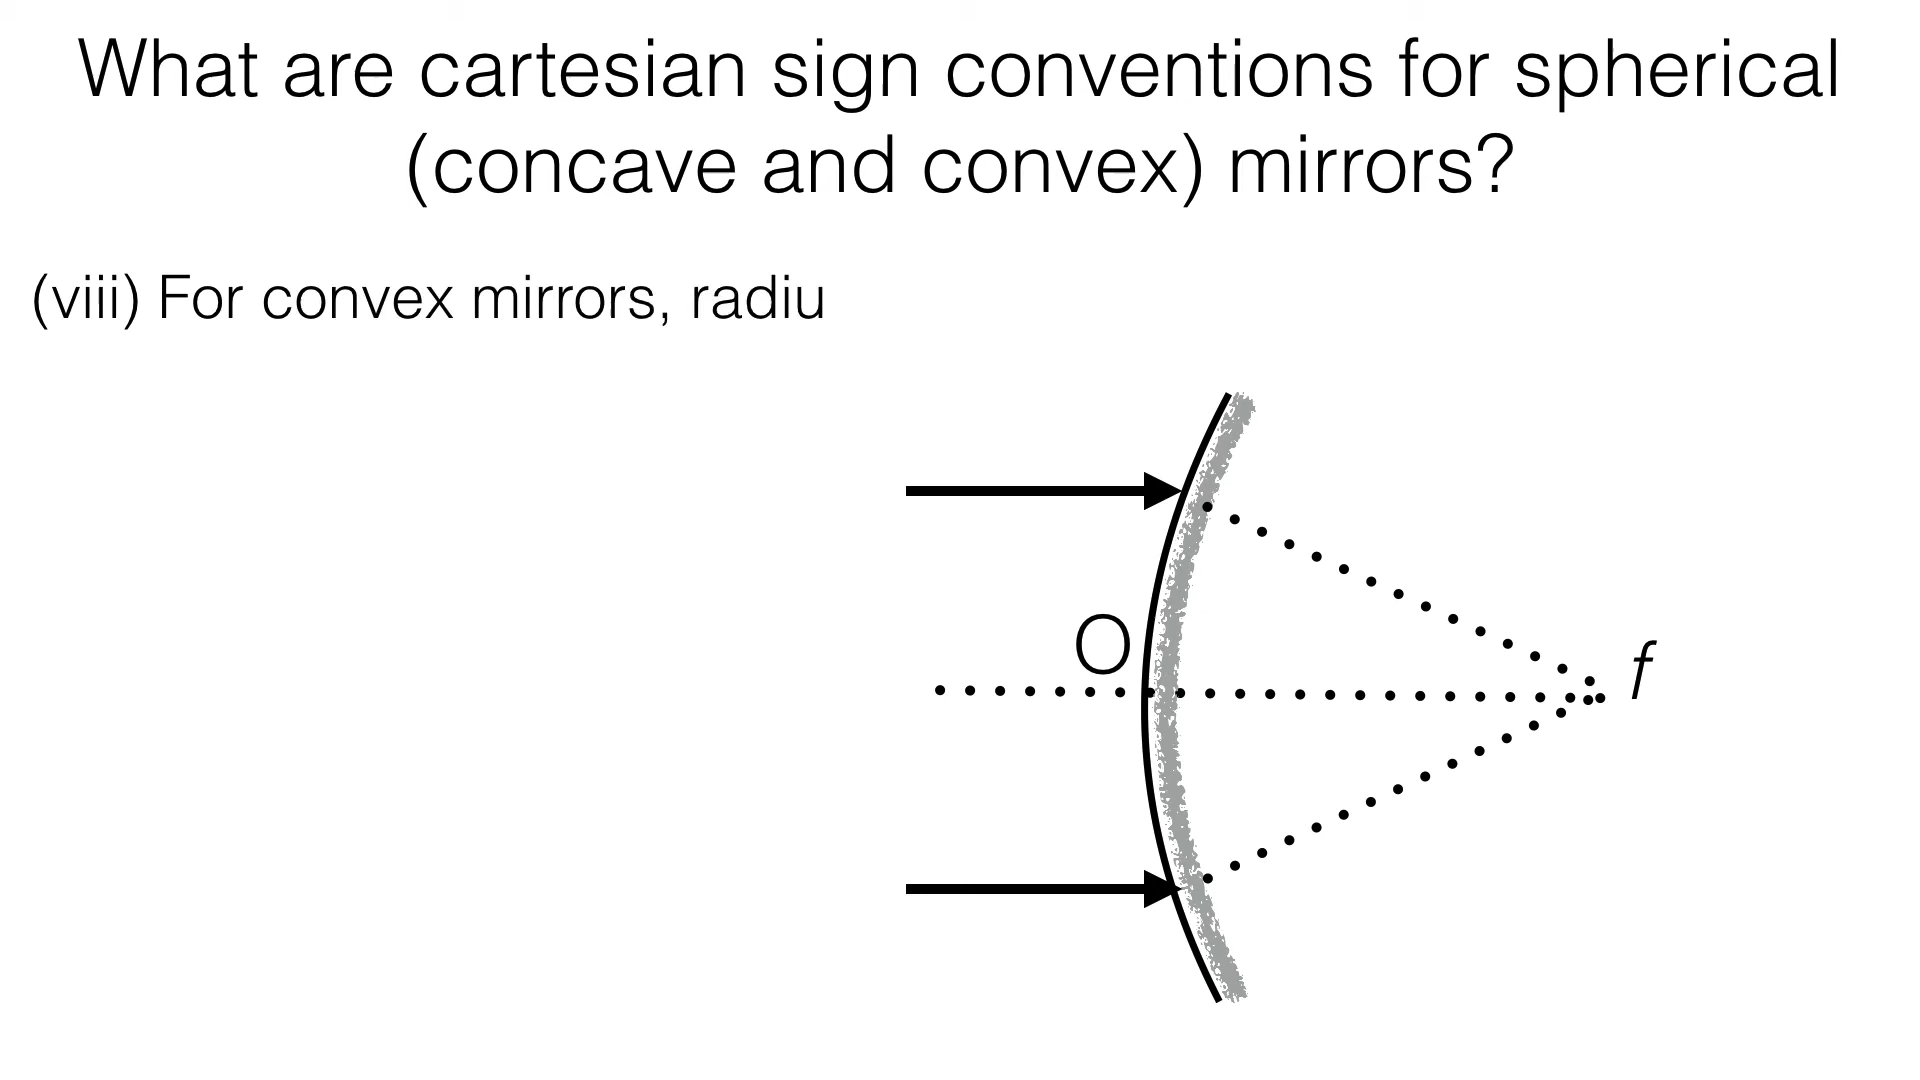 What are cartesian sign conventions for spherical
(concave and convex) mirrors?
(viii) For convex mirrors, radiu
O
f